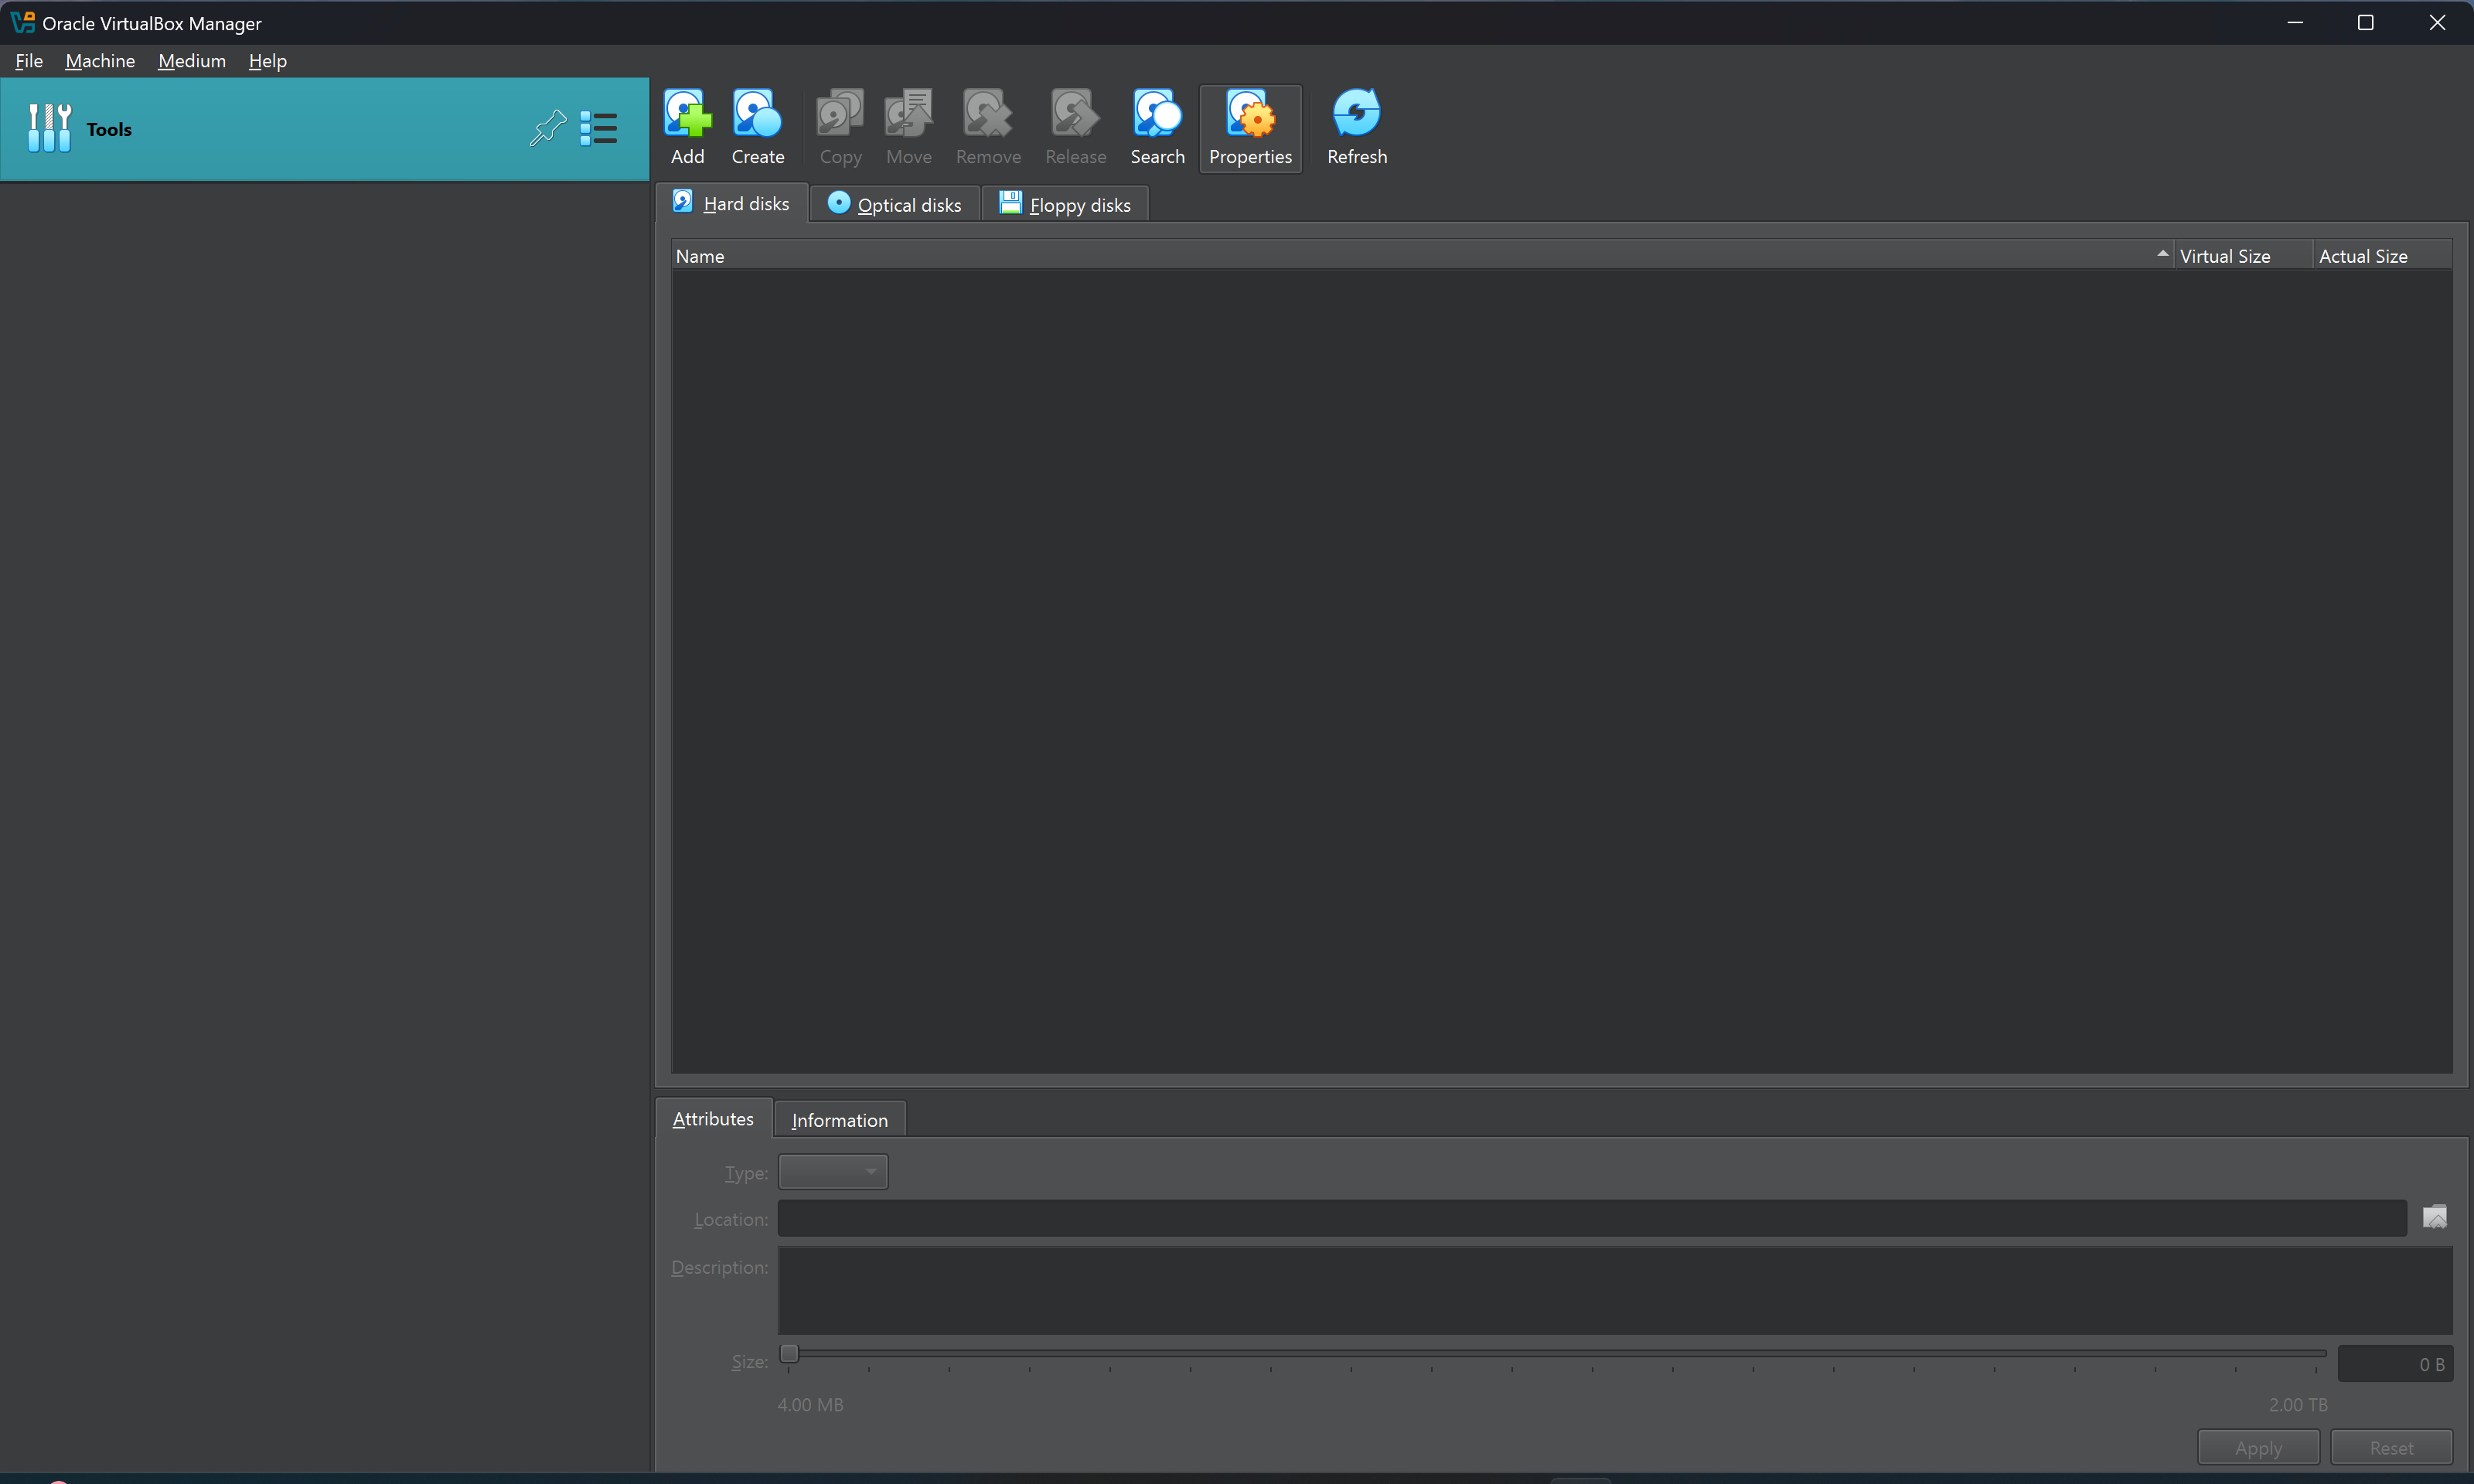 Oracle VirtualBox Manager
File Machine Medium Help
Tools
Add Create Copy Move Remove Release Search Properties Refresh
Hard disks Optical disks Floppy disks
Name Virtual Size Actual Size
Attributes Information
Type:
Location:
Description:
Size: 0 B
4.00 MB 2.00 TB
Apply Reset